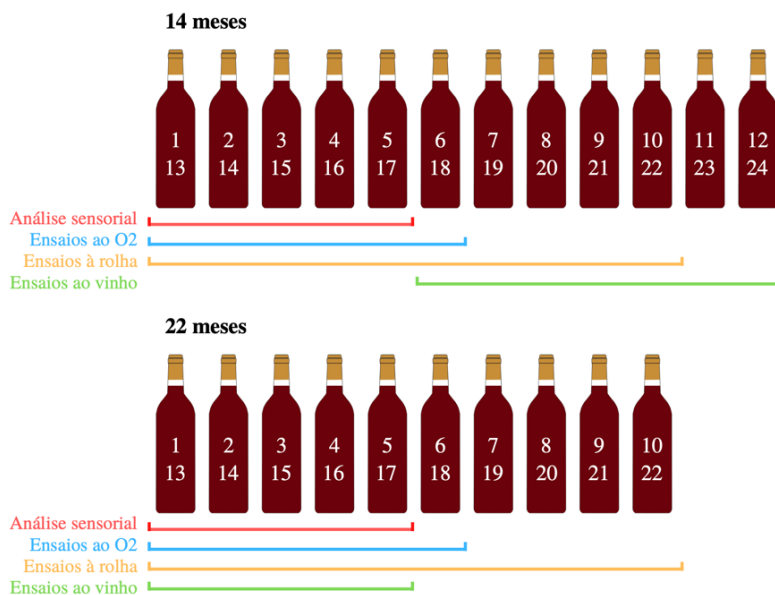 14 meses
1 2 3 4 5 6 7 8 9 10 11 12
13 14 15 16 17 18 19 20 21 22 23 24
Análise sensorial
Ensaios ao O2
Ensaios à rolha
Ensaios ao vinho
22 meses
1 2 3 4 5 6 7 8 9 10
13 14 15 16 17 18 19 20 21 22
Análise sensorial
Ensaios ao O2
Ensaios à rolha
Ensaios ao vinho